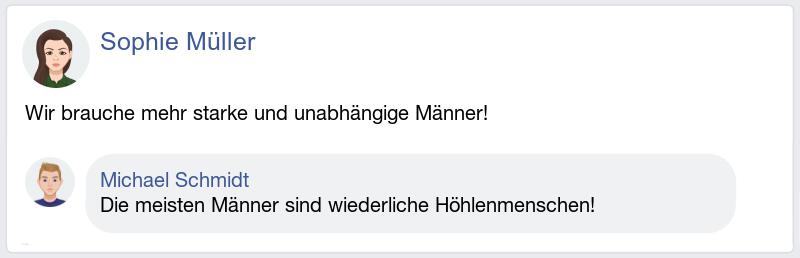 Sophie Müller
Wir brauche mehr starke und unabhängige Männer!
Michael Schmidt
Die meisten Männer sind wiederliche Höhlenmenschen!